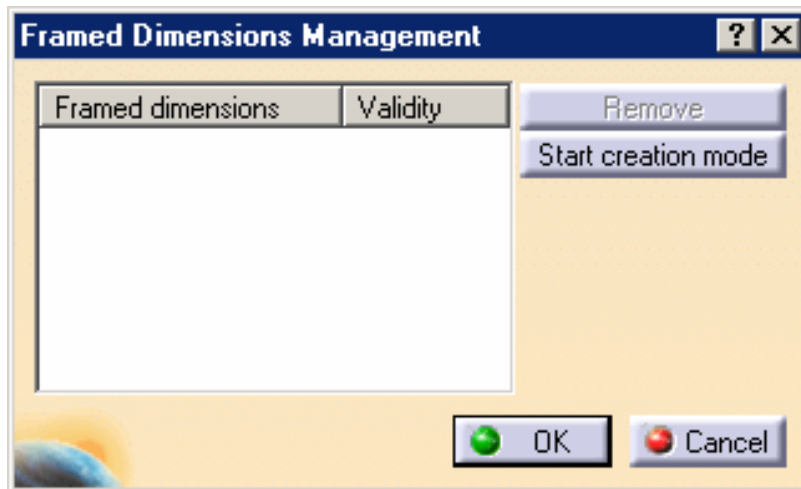 Framed Dimensions Management
Framed dimensions Validity
Remove
Start creation mode
OK Cancel